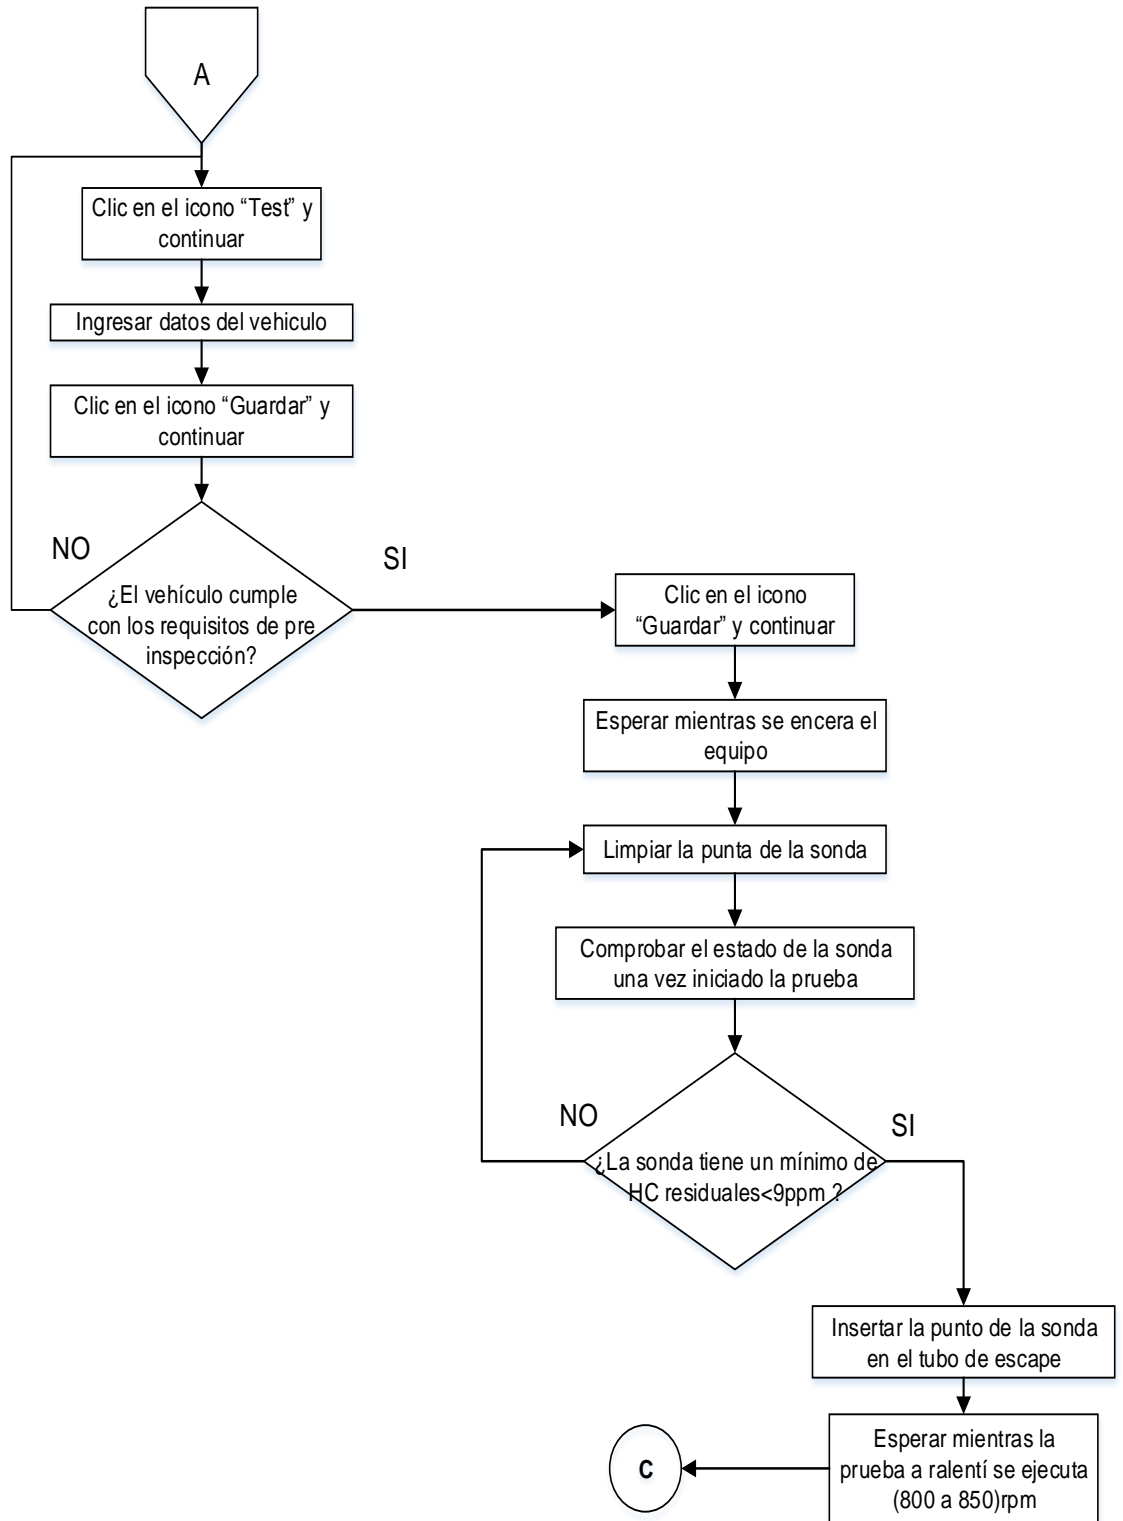 A
Clic en el icono “Test” y
continuar
Ingresar datos del vehiculo
Clic en el icono “Guardar” y
continuar
NO
SI
¿El vehículo cumple
con los requisitos de pre
inspección?
Clic en el icono
“Guardar” y continuar
Esperar mientras se encera el
equipo
Limpiar la punta de la sonda
Comprobar el estado de la sonda
una vez iniciado la prueba
NO
SI
¿La sonda tiene un mínimo de
HC residuales<9ppm ?
Insertar la punto de la sonda
en el tubo de escape
Esperar mientras la
prueba a ralentí se ejecuta
(800 a 850)rpm
C